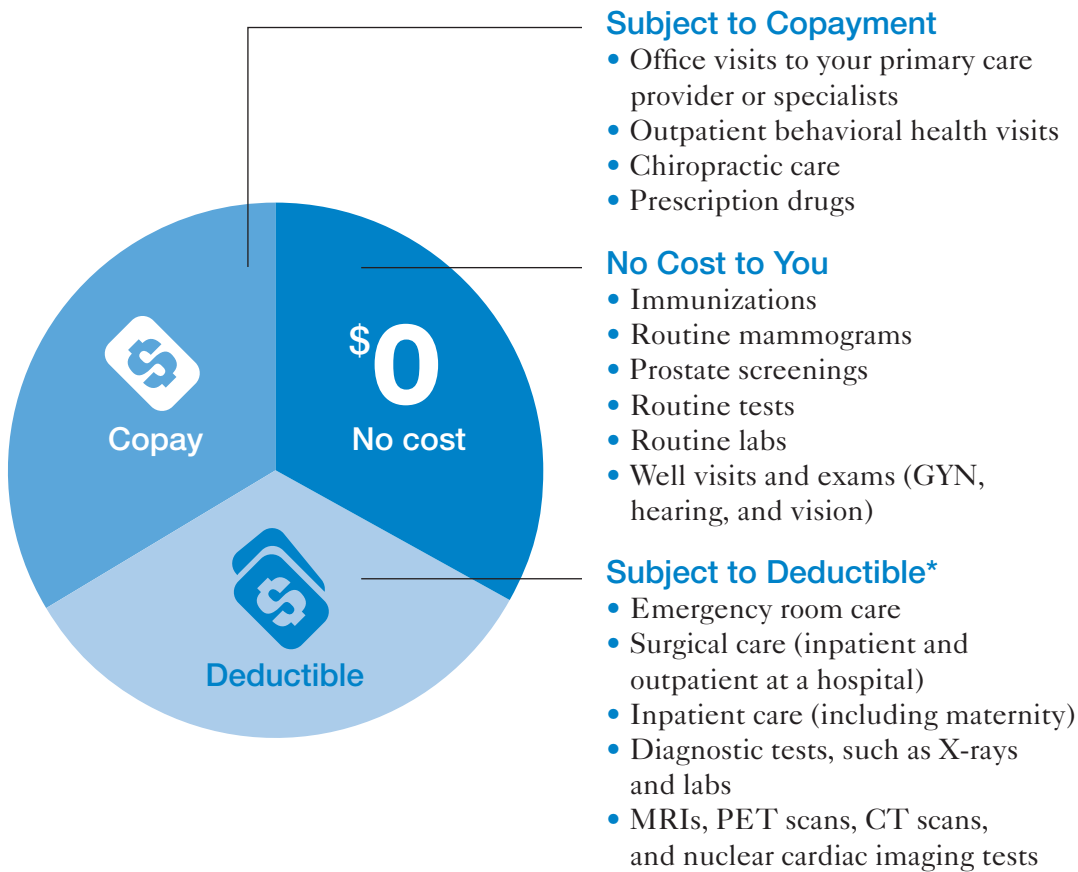 Subject to Copayment
• Office visits to your primary care
provider or specialists
• Outpatient behavioral health visits
• Chiropractic care
• Prescription drugs
No Cost to You
• Immunizations
• Routine mammograms
• Prostate screenings
• Routine tests
• Routine labs
• Well visits and exams (GYN,
hearing, and vision)
Subject to Deductible*
• Emergency room care
• Surgical care (inpatient and
outpatient at a hospital)
• Inpatient care (including maternity)
• Diagnostic tests, such as X-rays
and labs
• MRIs, PET scans, CT scans,
and nuclear cardiac imaging tests
$
Copay
$0
No cost
$
Deductible